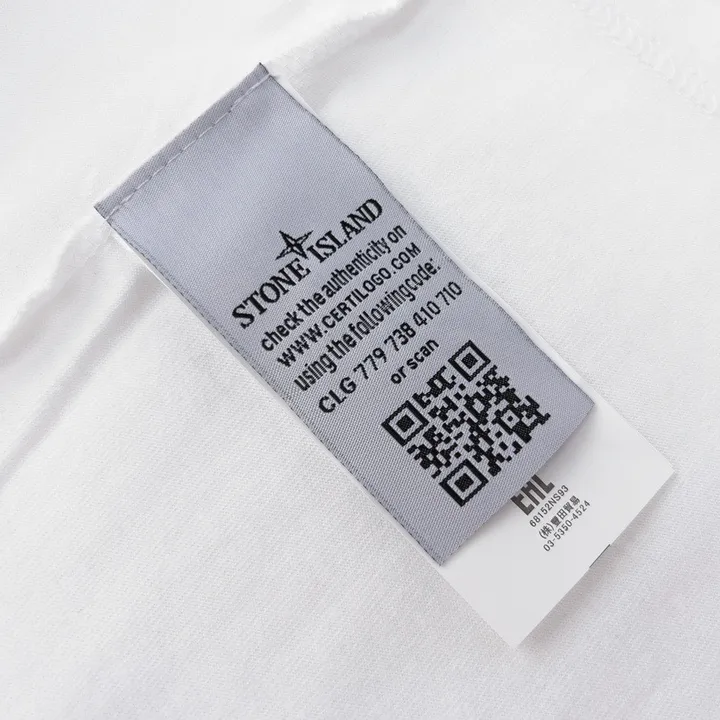 STONE ISLAND
check the authenticity on
WWW.CERTILOGO.COM
using the following code:
CLG 779 738 410 710
or scan
EAC
68152NS93
(株)豊田貿易
03-5350-4524